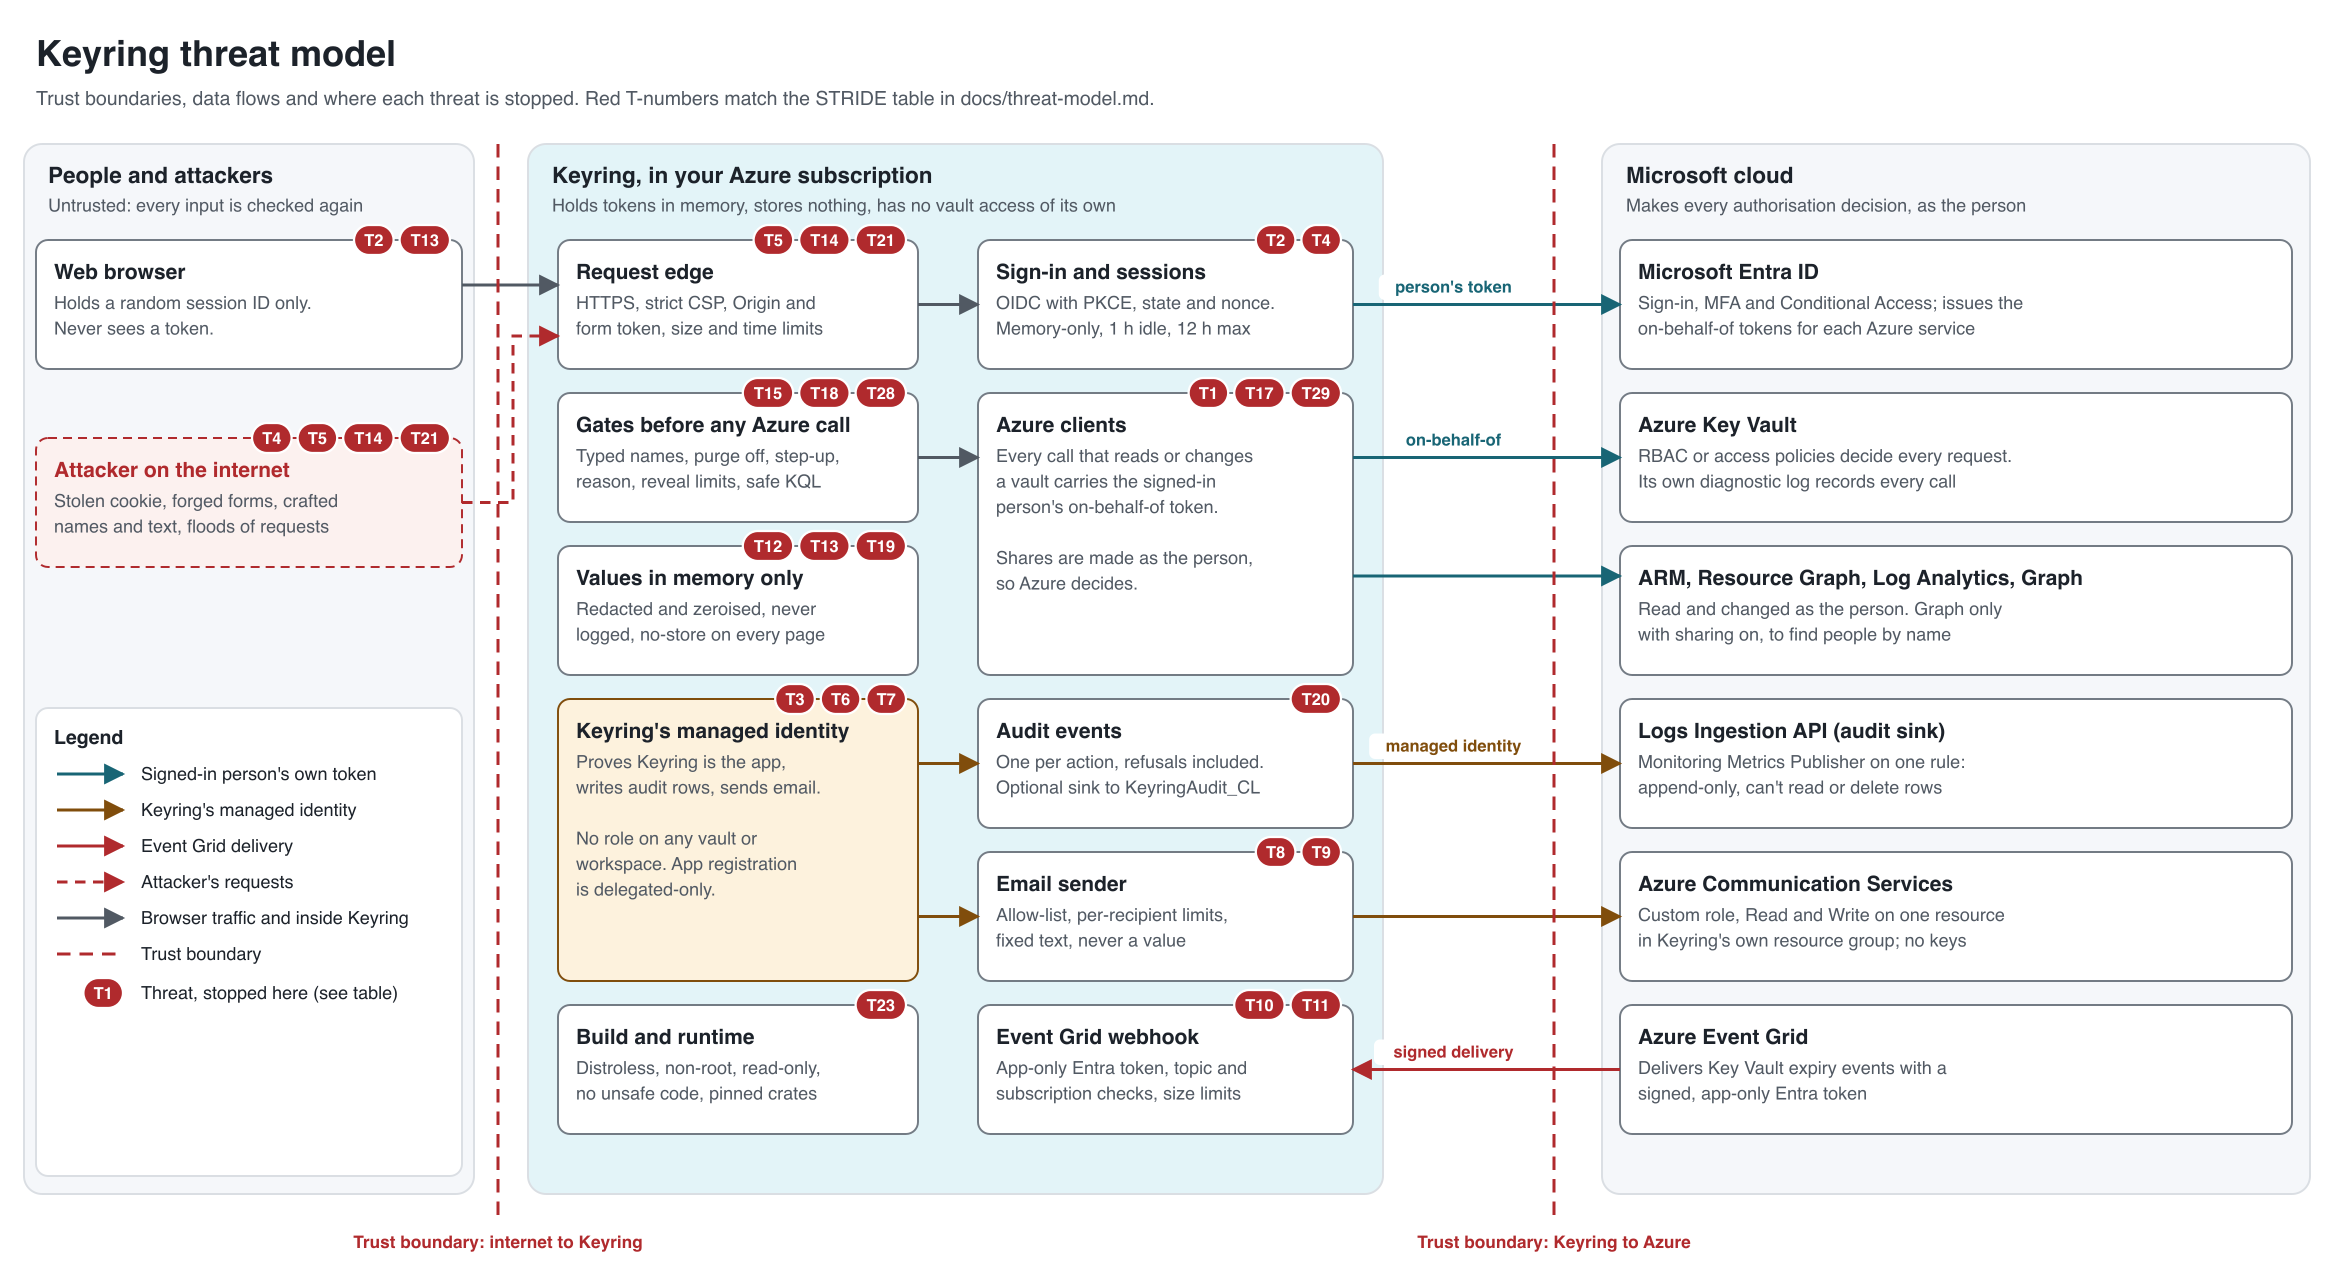 Keyring threat model
Trust boundaries, data flows and where each threat is stopped. Red T-numbers match the STRIDE table in docs/threat-model.md.
People and attackers
Untrusted: every input is checked again
T2 T13
Web browser
Holds a random session ID only.
Never sees a token.
T4 T5 T14 T21
Attacker on the internet
Stolen cookie, forged forms, crafted
names and text, floods of requests
Legend
Signed-in person's own token
Keyring's managed identity
Event Grid delivery
Attacker's requests
Browser traffic and inside Keyring
Trust boundary
T1 Threat, stopped here (see table)
Trust boundary: internet to Keyring
Keyring, in your Azure subscription
Holds tokens in memory, stores nothing, has no vault access of its own
T5 T14 T21
Request edge
HTTPS, strict CSP, Origin and
form token, size and time limits
T2 T4
Sign-in and sessions
OIDC with PKCE, state and nonce.
Memory-only, 1 h idle, 12 h max
T15 T18 T28
Gates before any Azure call
Typed names, purge off, step-up,
reason, reveal limits, safe KQL
T1 T17 T29
Azure clients
Every call that reads or changes
a vault carries the signed-in
person's on-behalf-of token.
Shares are made as the person,
so Azure decides.
T12 T13 T19
Values in memory only
Redacted and zeroised, never
logged, no-store on every page
T3 T6 T7
Keyring's managed identity
Proves Keyring is the app,
writes audit rows, sends email.
No role on any vault or
workspace. App registration
is delegated-only.
T20
Audit events
One per action, refusals included.
Optional sink to KeyringAudit_CL
T8 T9
Email sender
Allow-list, per-recipient limits,
fixed text, never a value
T23
Build and runtime
Distroless, non-root, read-only,
no unsafe code, pinned crates
T10 T11
Event Grid webhook
App-only Entra token, topic and
subscription checks, size limits
person's token
on-behalf-of
managed identity
signed delivery
Trust boundary: Keyring to Azure
Microsoft cloud
Makes every authorisation decision, as the person
Microsoft Entra ID
Sign-in, MFA and Conditional Access; issues the
on-behalf-of tokens for each Azure service
Azure Key Vault
RBAC or access policies decide every request.
Its own diagnostic log records every call
ARM, Resource Graph, Log Analytics, Graph
Read and changed as the person. Graph only
with sharing on, to find people by name
Logs Ingestion API (audit sink)
Monitoring Metrics Publisher on one rule:
append-only, can't read or delete rows
Azure Communication Services
Custom role, Read and Write on one resource
in Keyring's own resource group; no keys
Azure Event Grid
Delivers Key Vault expiry events with a
signed, app-only Entra token